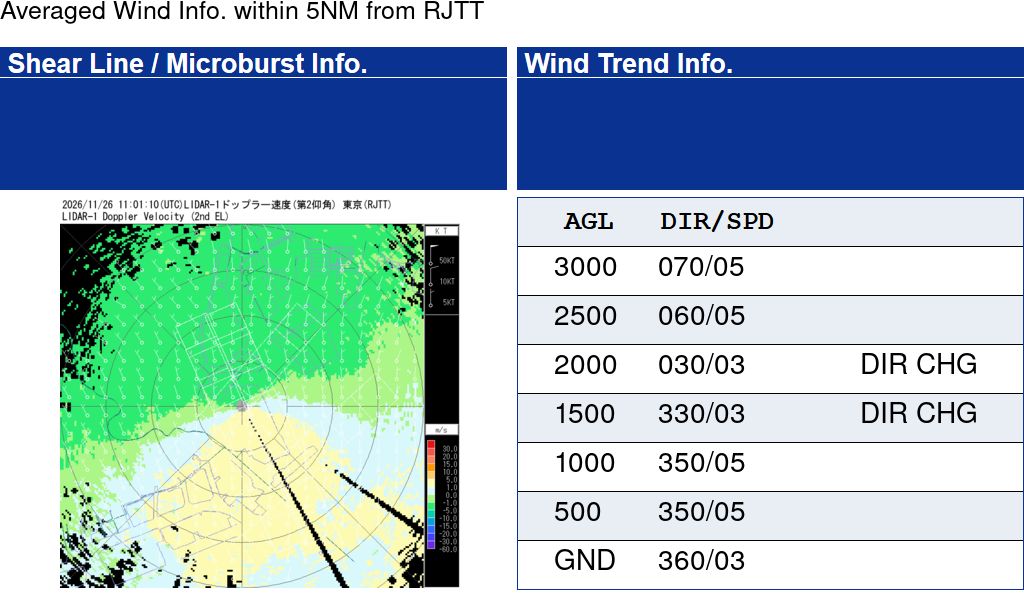 Averaged Wind Info. within 5NM from RJTT
Shear Line / Microburst Info.
Wind Trend Info.
2026/11/26 11:01:10(UTC)LIDAR-1ドップラー速度(第2仰角) 東京(RJTT)
LIDAR-1 Doppler Velocity (2nd EL)
KT
50KT
10KT
5KT
m/s
30.0
20.0
15.0
10.0
5.0
1.0
0.0
-1.0
-5.0
-10.0
-15.0
-20.0
-30.0
-60.0
AGL DIR/SPD
3000 070/05
2500 060/05
2000 030/03 DIR CHG
1500 330/03 DIR CHG
1000 350/05
500 350/05
GND 360/03